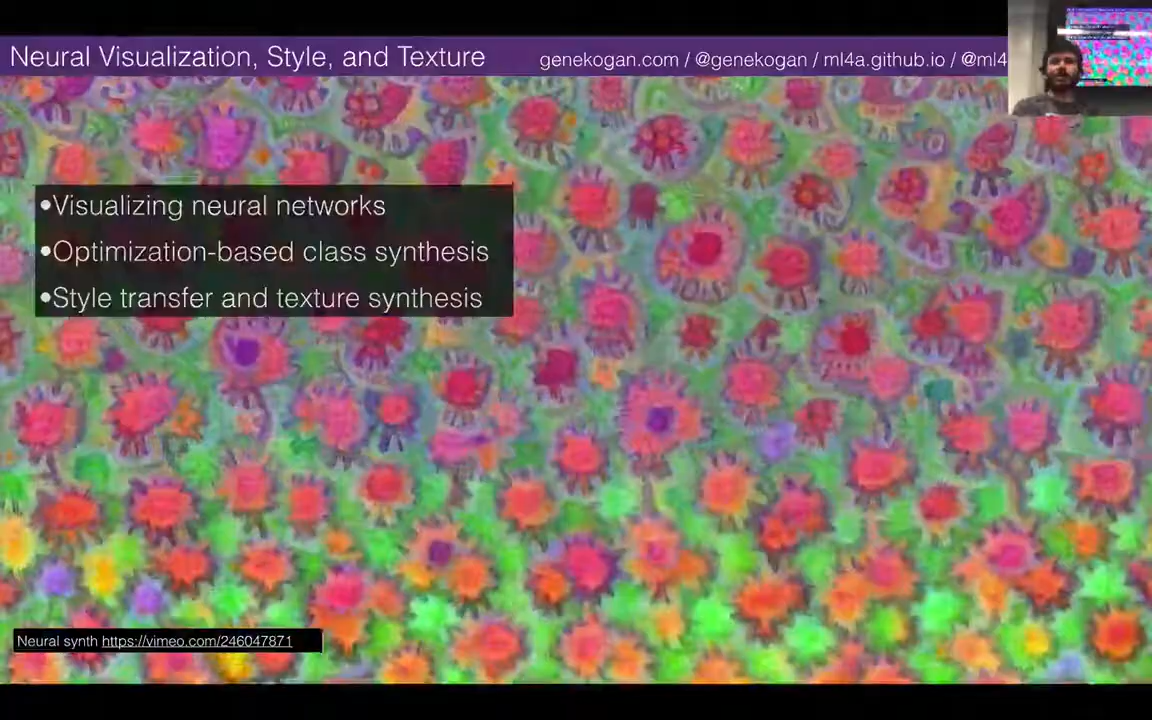 Neural Visualization, Style, and Texture
genekogan.com / @genekogan / ml4a.github.io / @ml4
•Visualizing neural networks
•Optimization-based class synthesis
•Style transfer and texture synthesis
Neural synth https://vimeo.com/246047871